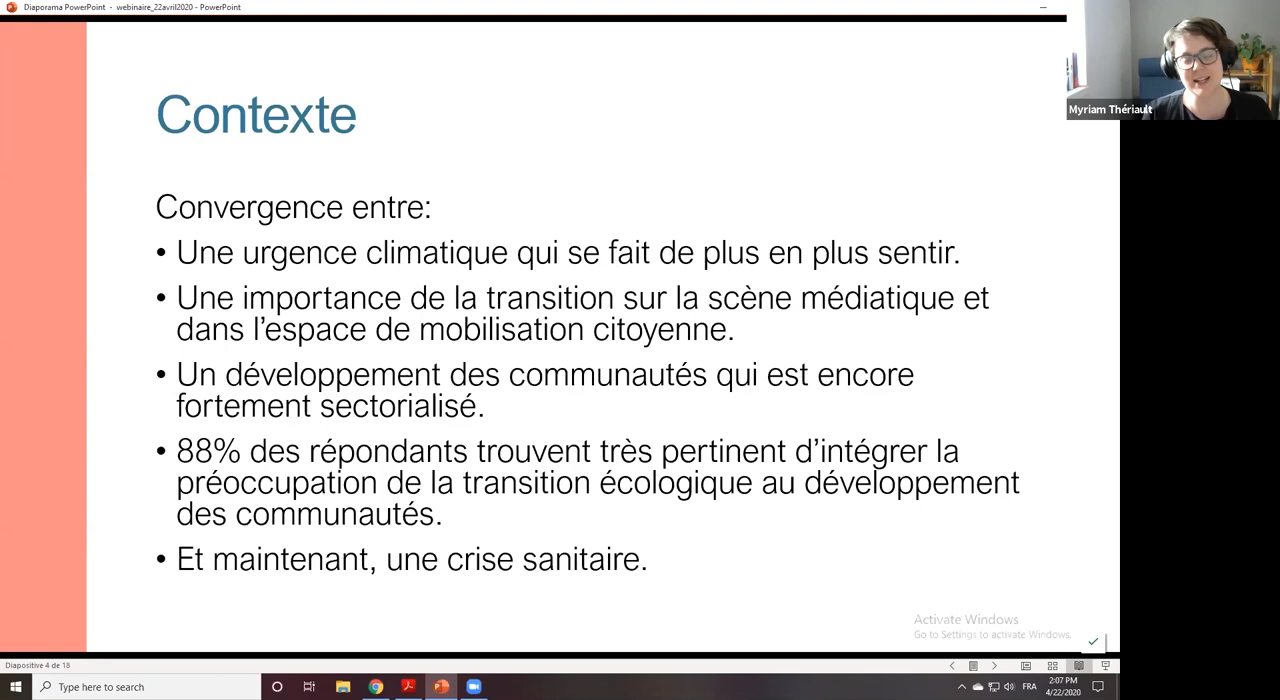 Diaporama PowerPoint - webinaire_22avril2020 - PowerPoint
Myriam Thériault
Contexte
Convergence entre:
• Une urgence climatique qui se fait de plus en plus sentir.
• Une importance de la transition sur la scène médiatique et
dans l'espace de mobilisation citoyenne.
• Un développement des communautés qui est encore
fortement sectorialisé.
• 88% des répondants trouvent très pertinent d'intégrer la
préoccupation de la transition écologique au développement
des communautés.
• Et maintenant, une crise sanitaire.
Activate Windows
Go to Settings to activate Windows.
Diapositive 4 de 18
Type here to search
FRA
2:07 PM
4/22/2020